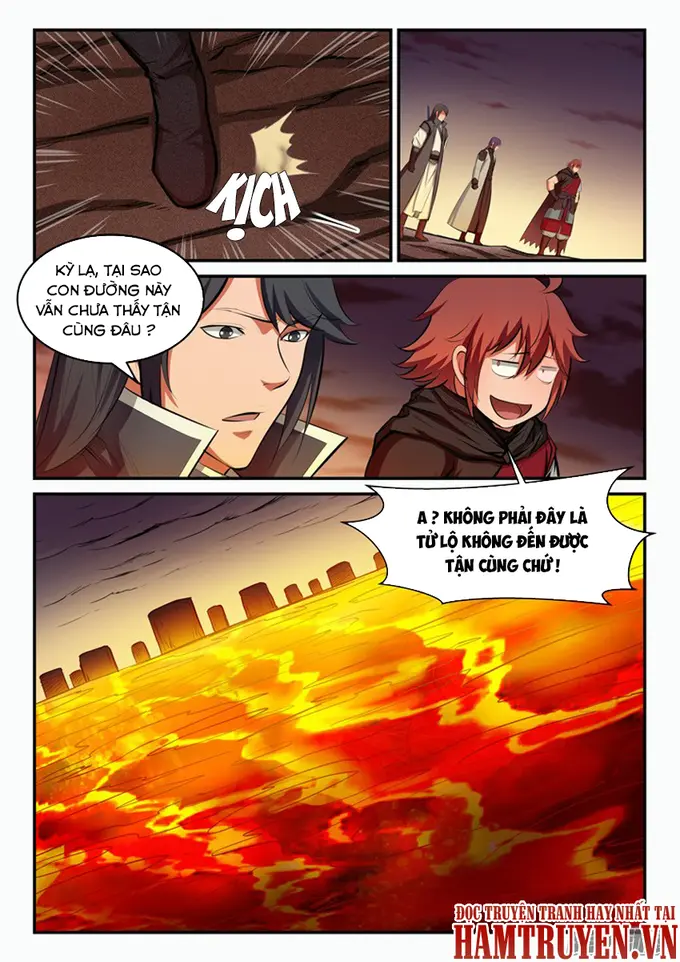 KỊCH
KỲ LẠ, TẠI SAO
CON ĐƯỜNG NÀY
VẪN CHƯA THẤY TẬN
CÙNG ĐÂU ?
A ? KHÔNG PHẢI ĐÂY LÀ
TỬ LỘ KHÔNG ĐẾN ĐƯỢC
TẬN CÙNG CHỨ !
ĐỌC TRUYỆN TRANH HAY NHẤT TẠI
HAMTRUYEN.VN